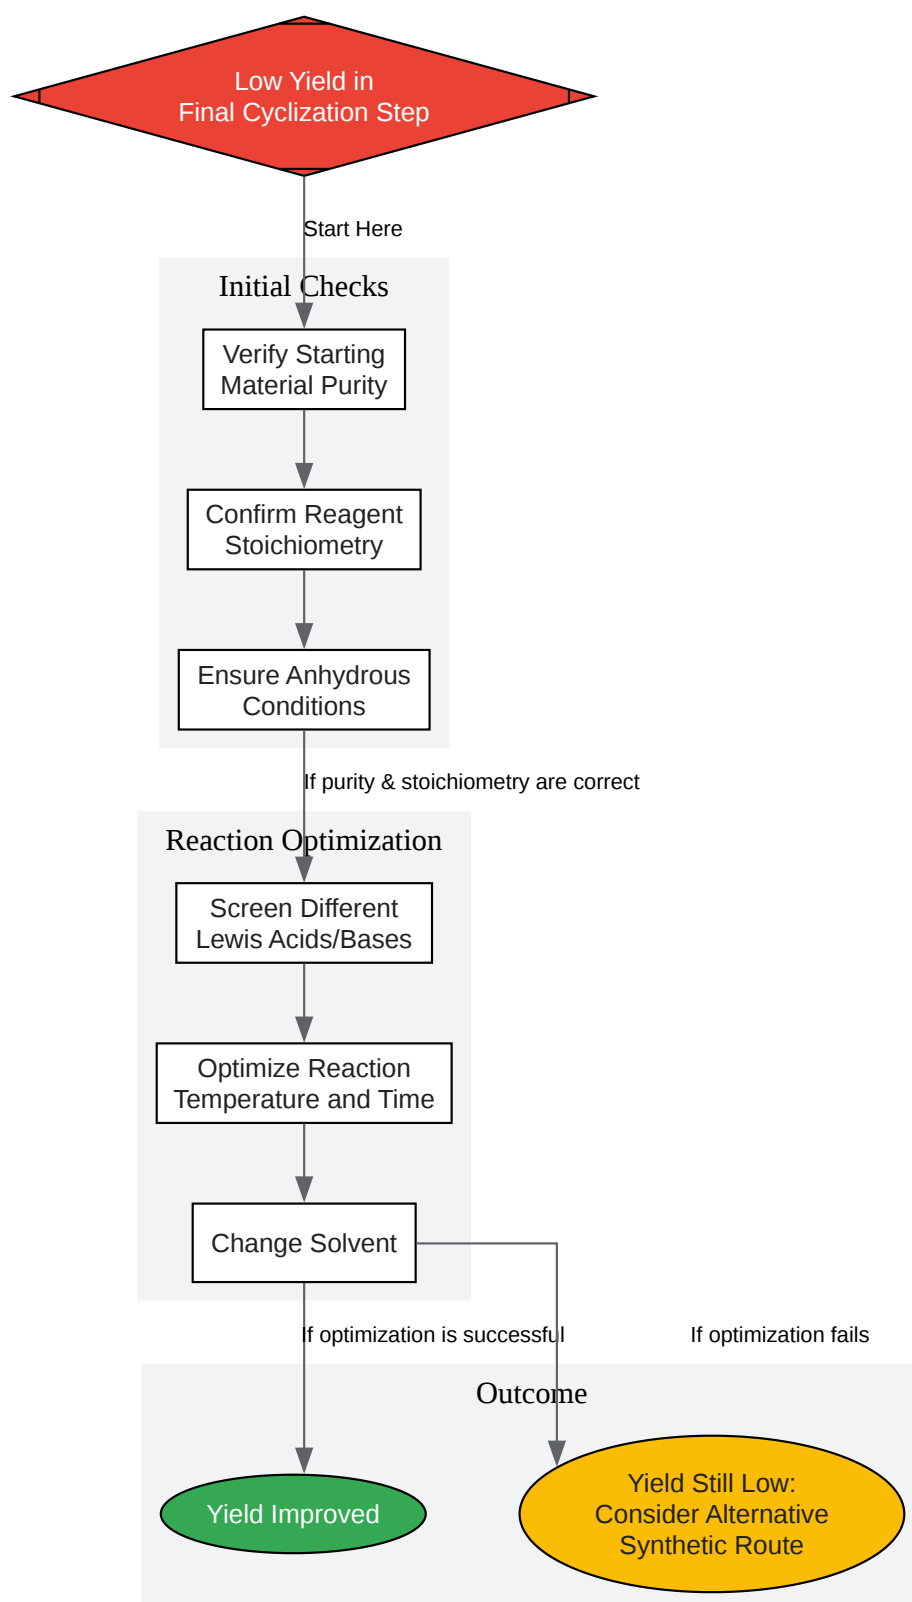 Low Yield in
Final Cyclization Step
Start Here
Initial Checks
Verify Starting
Material Purity
Confirm Reagent
Stoichiometry
Ensure Anhydrous
Conditions
If purity & stoichiometry are correct
Reaction Optimization
Screen Different
Lewis Acids/Bases
Optimize Reaction
Temperature and Time
Change Solvent
If optimization is successful
If optimization fails
Outcome
Yield Improved
Yield Still Low:
Consider Alternative
Synthetic Route